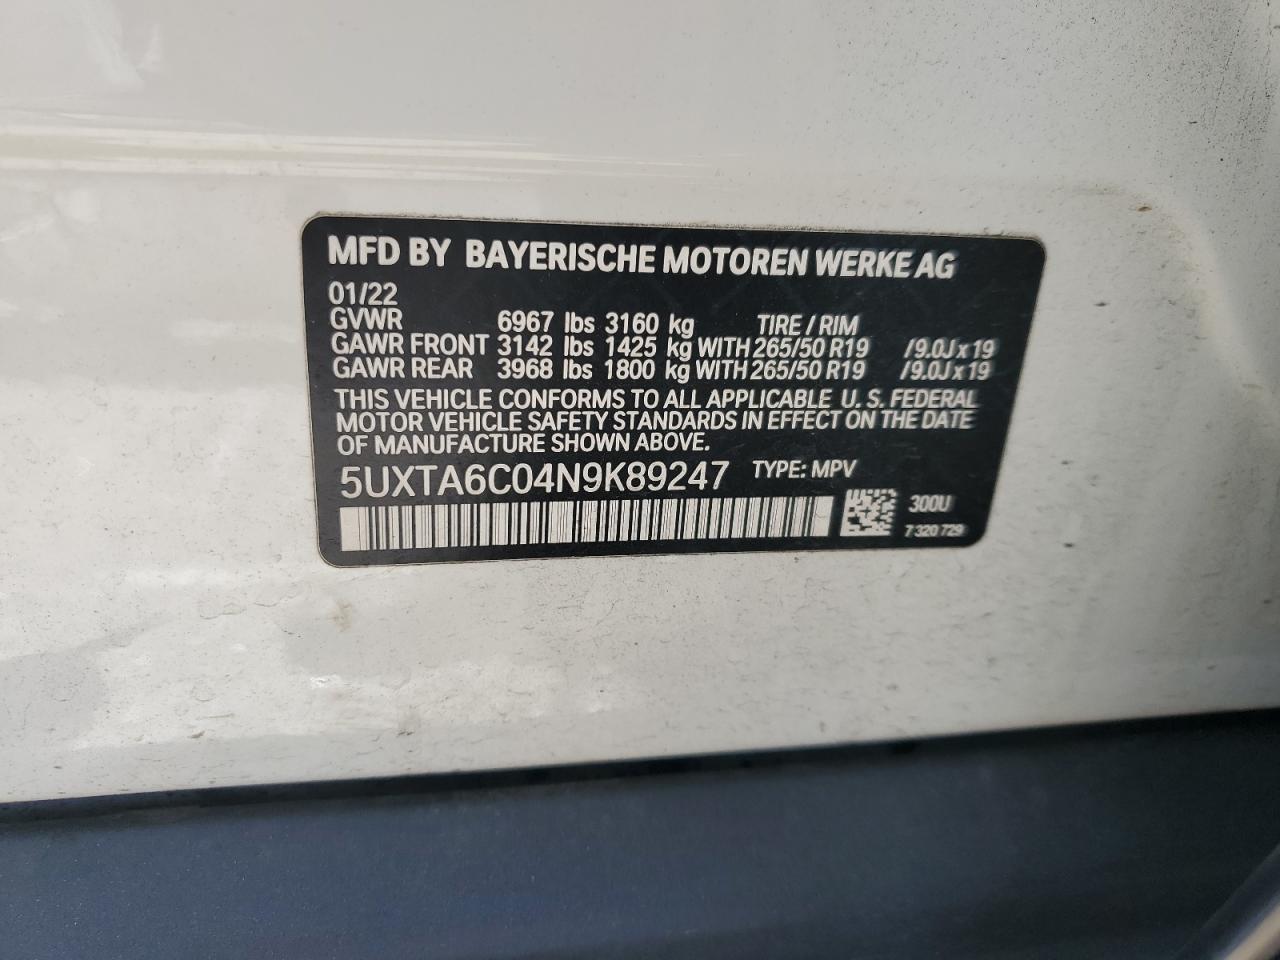 MFD BY BAYERISCHE MOTOREN WERKE AG
01/22
GVWR 6967 lbs 3160 kg TIRE / RIM
GAWR FRONT 3142 lbs 1425 kg WITH 265/50 R19 /9.0J x 19
GAWR REAR 3968 lbs 1800 kg WITH 265/50 R19 /9.0J x 19
THIS VEHICLE CONFORMS TO ALL APPLICABLE U. S. FEDERAL
MOTOR VEHICLE SAFETY STANDARDS IN EFFECT ON THE DATE
OF MANUFACTURE SHOWN ABOVE.
5UXTA6C04N9K89247 TYPE: MPV
300U
7 320 729